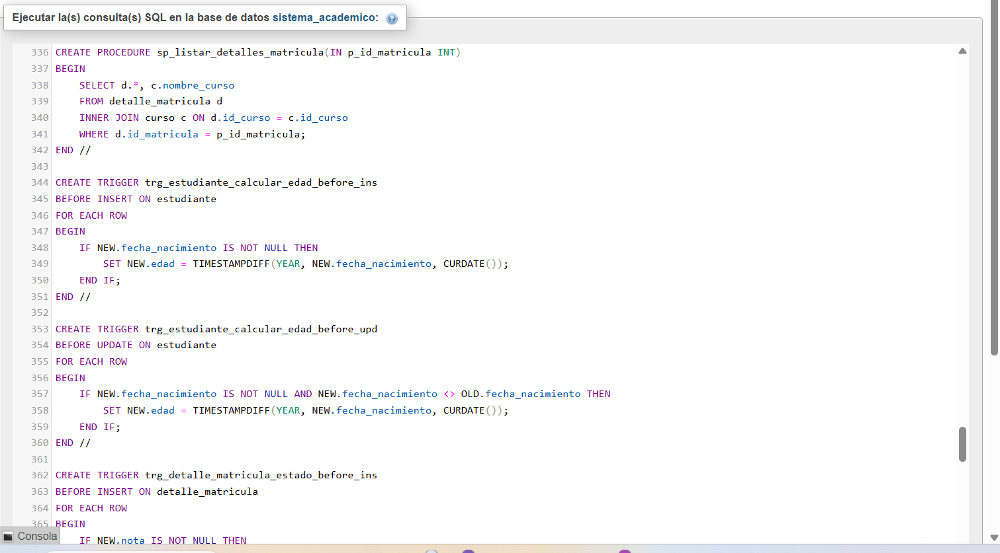 Ejecutar la(s) consulta(s) SQL en la base de datos sistema_academico:
336 CREATE PROCEDURE sp_listar_detalles_matricula(IN p_id_matricula INT)
337 BEGIN
338     SELECT d.*, c.nombre_curso
339     FROM detalle_matricula d
340     INNER JOIN curso c ON d.id_curso = c.id_curso
341     WHERE d.id_matricula = p_id_matricula;
342 END //
343
344 CREATE TRIGGER trg_estudiante_calcular_edad_before_ins
345 BEFORE INSERT ON estudiante
346 FOR EACH ROW
347 BEGIN
348     IF NEW.fecha_nacimiento IS NOT NULL THEN
349         SET NEW.edad = TIMESTAMPDIFF(YEAR, NEW.fecha_nacimiento, CURDATE());
350     END IF;
351 END //
352
353 CREATE TRIGGER trg_estudiante_calcular_edad_before_upd
354 BEFORE UPDATE ON estudiante
355 FOR EACH ROW
356 BEGIN
357     IF NEW.fecha_nacimiento IS NOT NULL AND NEW.fecha_nacimiento <> OLD.fecha_nacimiento THEN
358         SET NEW.edad = TIMESTAMPDIFF(YEAR, NEW.fecha_nacimiento, CURDATE());
359     END IF;
360 END //
361
362 CREATE TRIGGER trg_detalle_matricula_estado_before_ins
363 BEFORE INSERT ON detalle_matricula
364 FOR EACH ROW
365 BEGIN
    IF NEW.nota IS NOT NULL THEN
Consola